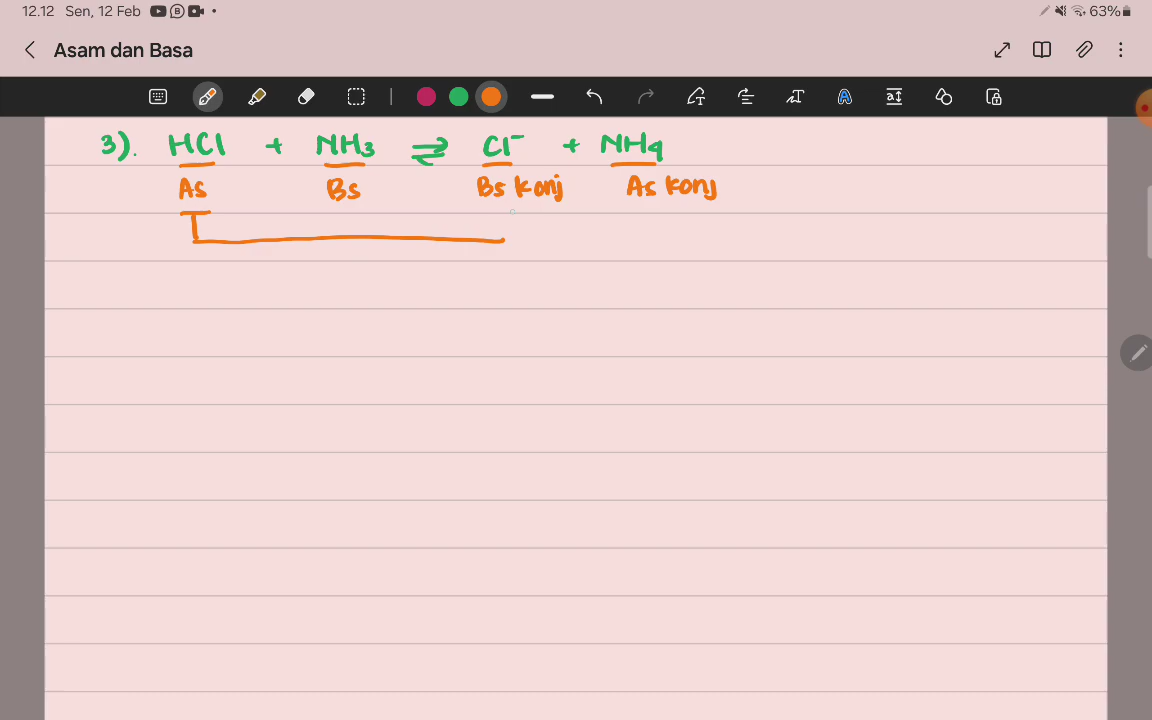 12.12 Sen, 12 Feb 63%
Asam dan Basa
3). HCl + NH₃ ⇌ Cl⁻ + NH₄
As Bs Bs konj As konj